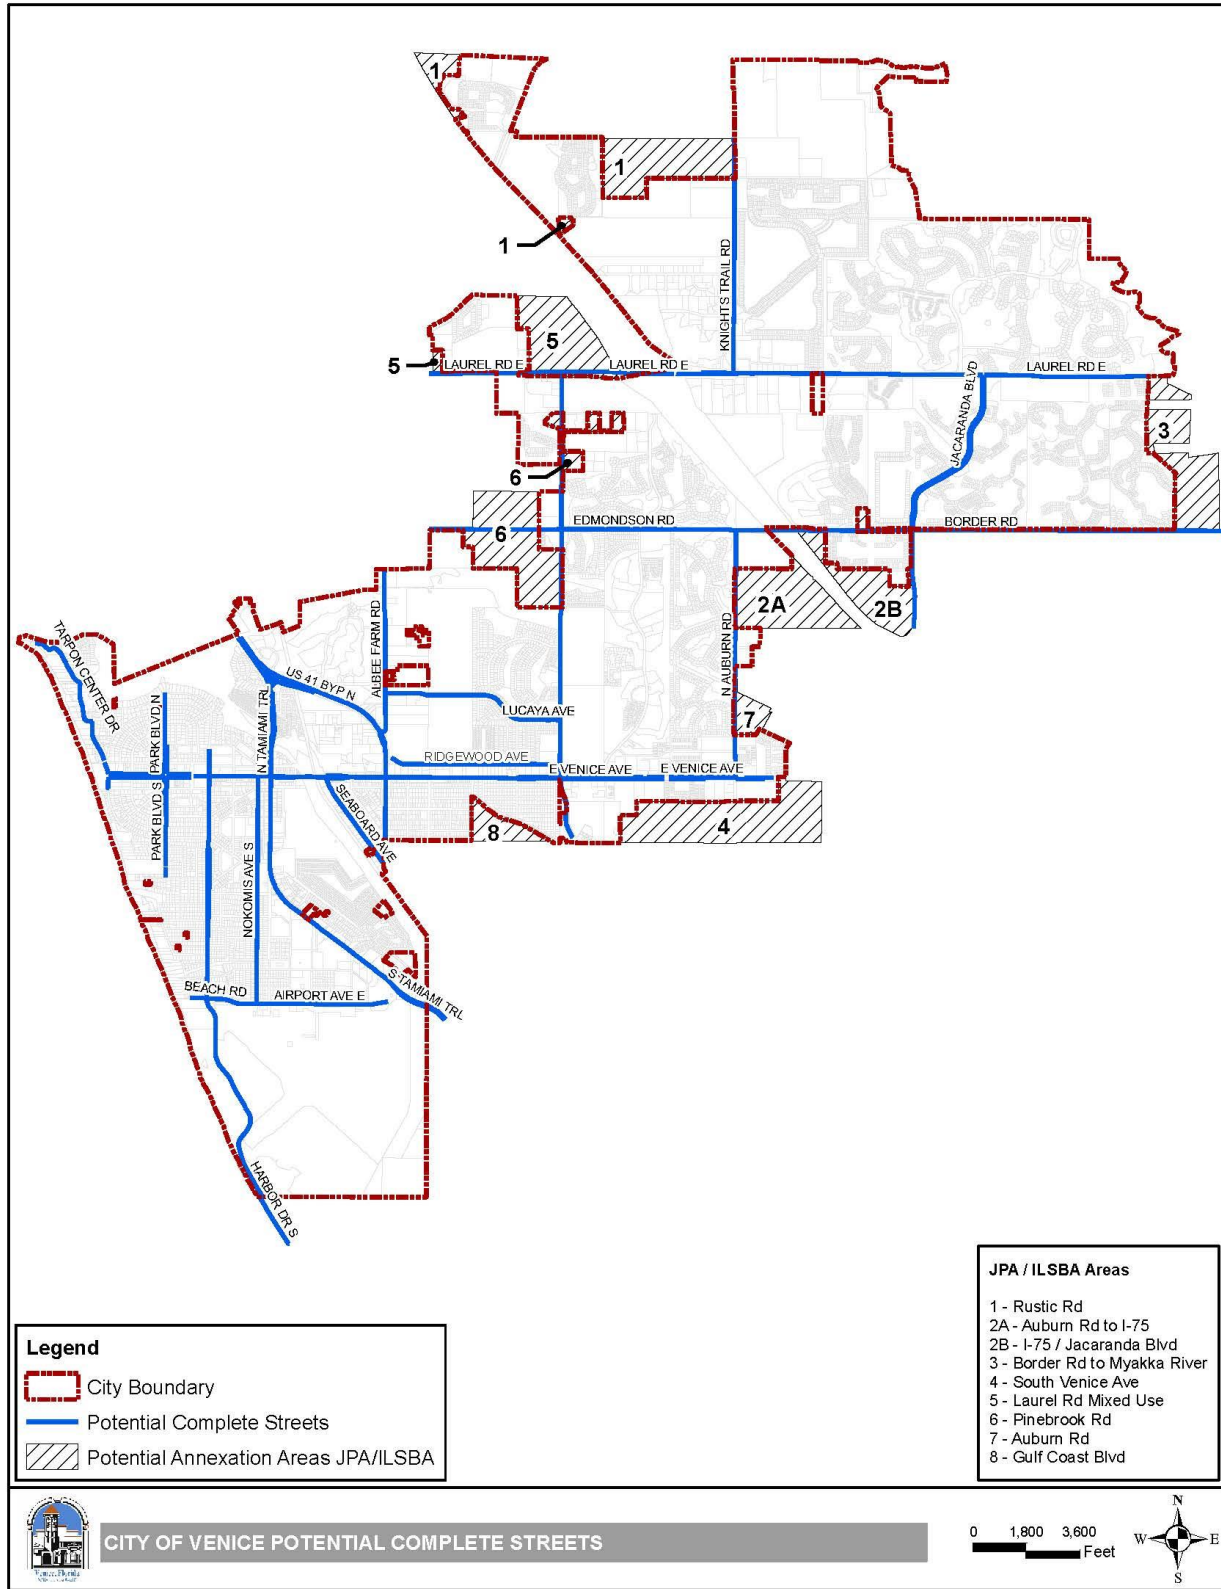 1
1
1
KNIGHTS TRAIL RD
5
5
LAUREL RD E
LAUREL RD E
LAUREL RD E
JACARANDA BLVD
3
6
6
EDMONDSON RD
BORDER RD
2A
2B
TARPON CENTER DR
ALBEE FARM RD
N AUBURN RD
US 41 BYP N
N TAMIAMI TRL
PARK BLVD N
LUCAYA AVE
7
RIDGEWOOD AVE
E VENICE AVE
E VENICE AVE
PARK BLVD S
SEABOARD AVE
8
4
NOKOMIS AVE S
BEACH RD
AIRPORT AVE E
S TAMIAMI TRL
HARBOR DR S
JPA / ILSBA Areas
1 - Rustic Rd
2A - Auburn Rd to I-75
2B - I-75 / Jacaranda Blvd
3 - Border Rd to Myakka River
4 - South Venice Ave
5 - Laurel Rd Mixed Use
6 - Pinebrook Rd
7 - Auburn Rd
8 - Gulf Coast Blvd
Legend
City Boundary
Potential Complete Streets
Potential Annexation Areas JPA/ILSBA
Venice, Florida
CITY OF VENICE POTENTIAL COMPLETE STREETS
0 1,800 3,600
Feet
N
W E
S